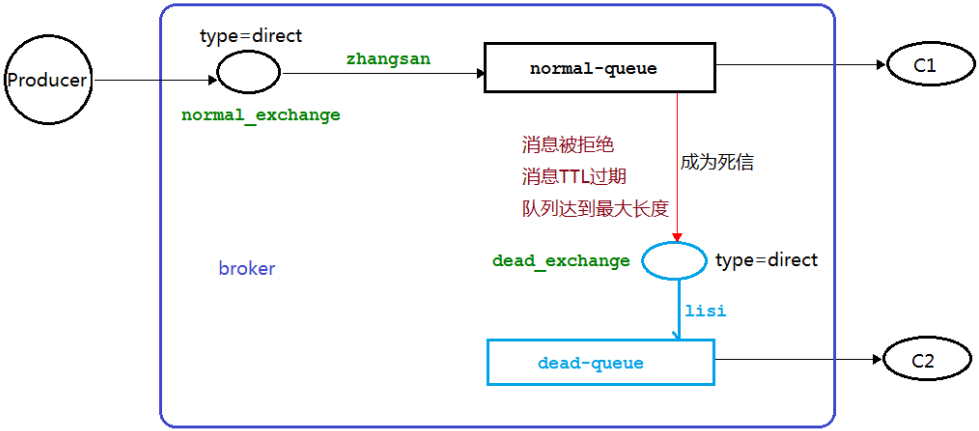 type=direct
Producer
zhangsan
normal-queue
C1
normal_exchange
消息被拒绝
消息TTL过期
队列达到最大长度
成为死信
broker
dead_exchange
type=direct
lisi
dead-queue
C2